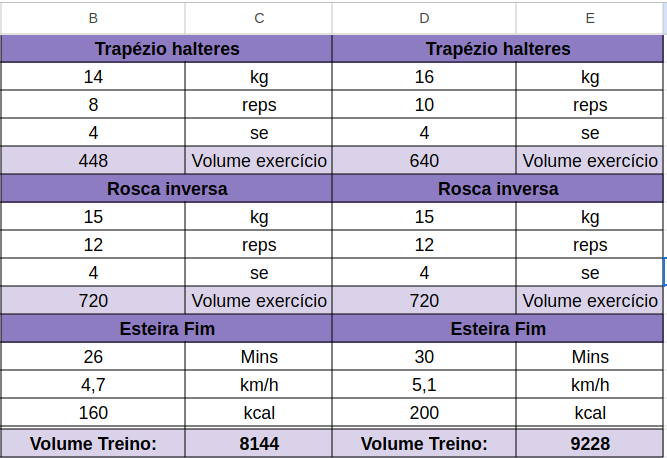 B C D E
Trapézio halteres Trapézio halteres
14 kg 16 kg
8 reps 10 reps
4 se 4 se
448 Volume exercício 640 Volume exercício
Rosca inversa Rosca inversa
15 kg 15 kg
12 reps 12 reps
4 se 4 se
720 Volume exercício 720 Volume exercício
Esteira Fim Esteira Fim
26 Mins 30 Mins
4,7 km/h 5,1 km/h
160 kcal 200 kcal
Volume Treino: 8144 Volume Treino: 9228